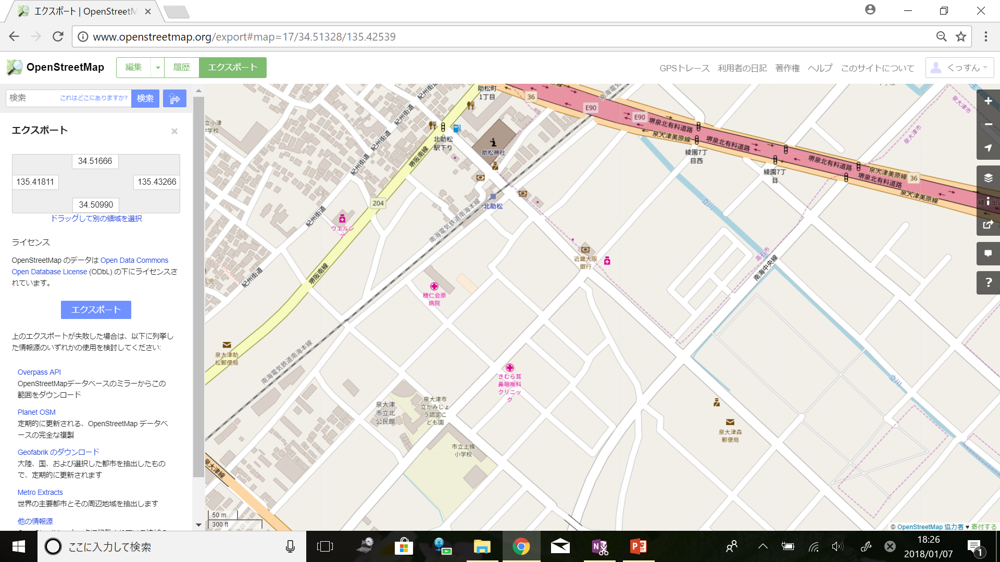 エクスポート | OpenStreetM
www.openstreetmap.org/export#map=17/34.51328/135.42539
OpenStreetMap
編集
履歴
エクスポート
GPSトレース
利用者の日記
著作権
ヘルプ
このサイトについて
くっすん
検索
これはどこにありますか?
検索
エクスポート
34.51666
135.41811
135.43266
34.50990
ドラッグして別の領域を選択
ライセンス
OpenStreetMap のデータは Open Data Commons
Open Database License (ODbL) の下にライセンスさ
れています。
エクスポート
上のエクスポートが失敗した場合は、以下に列挙し
た情報源のいずれかの使用を検討してください:
Overpass API
OpenStreetMapデータベースのミラーからこの
範囲をダウンロード
Planet OSM
定期的に更新される、OpenStreetMap データベ
ースの完全な複製
Geofabrik のダウンロード
大陸、国、および選択した都市を抽出したもの
で、定期的に更新されます
Metro Extracts
世界の主要都市とその周辺地域を抽出します
他の情報源
助松町
1丁目
36
E90
E90
堺泉北有料道路
泉大津美原線
堺泉北有料道路
堺泉北有料道路
泉大津美原線
堺泉北有料道路
36
泉大津美原線
南海電気
泉大津市
泉大津市
立小津
中学校
紀州街道
紀州街道
紀州街道
紀州街道
紀州街道
紀州街道
北助松
駅下り
堺阪南線
助松神社
綾園7丁
目西
綾園7丁
目
204
北助松
南海電気鉄道南海本線
立川
ウエルシ
ア
近畿大阪
銀行
高石市
南海中央線
堺阪南線
児
穂仁会原
病院
泉大津助
松郵便局
南海電気鉄道南海本線
きむら耳
鼻咽喉科
クリニッ
ク
立川
泉大津
市立北
公民館
泉大津市
立かみじょ
う認定こ
ども園
泉大津森
郵便局
市立上條
小学校
泉大津線
50 m
300 ft
© OpenStreetMap 協力者 ♥ 寄付する
ここに入力して検索
18:26
2018/01/07
1